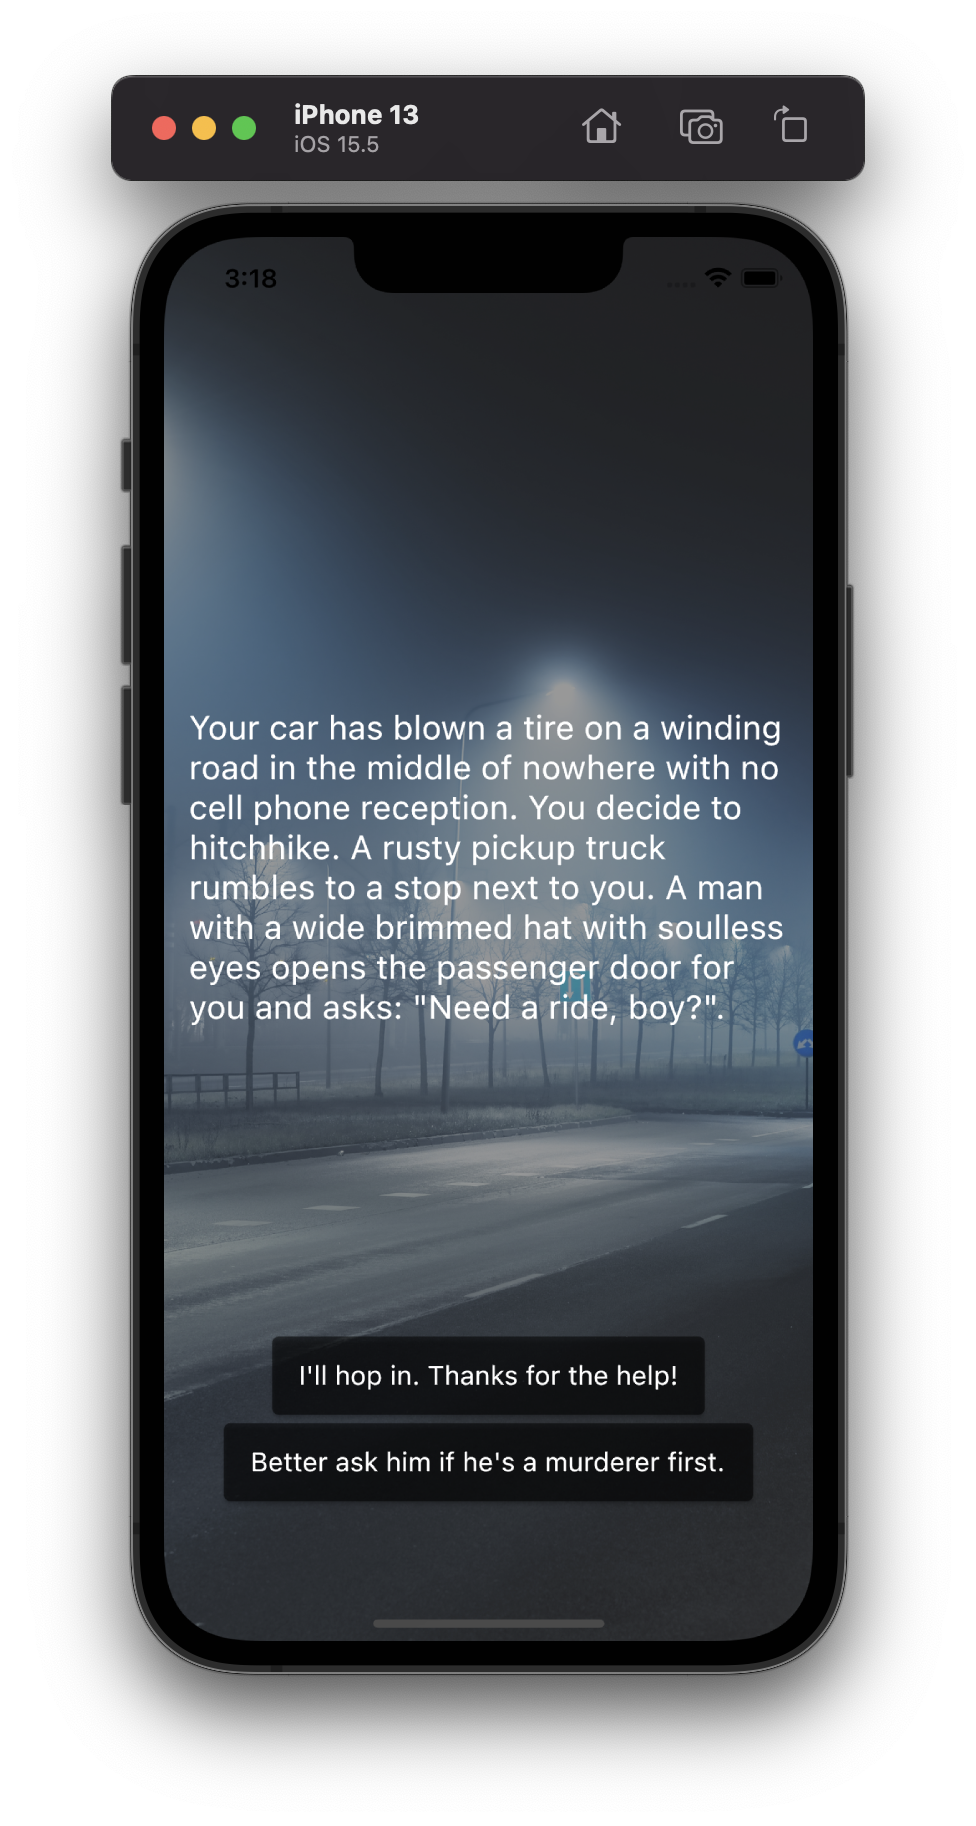 iPhone 13
iOS 15.5
3:18
Your car has blown a tire on a winding
road in the middle of nowhere with no
cell phone reception. You decide to
hitchhike. A rusty pickup truck
rumbles to a stop next to you. A man
with a wide brimmed hat with soulless
eyes opens the passenger door for
you and asks: "Need a ride, boy?".
I'll hop in. Thanks for the help!
Better ask him if he's a murderer first.